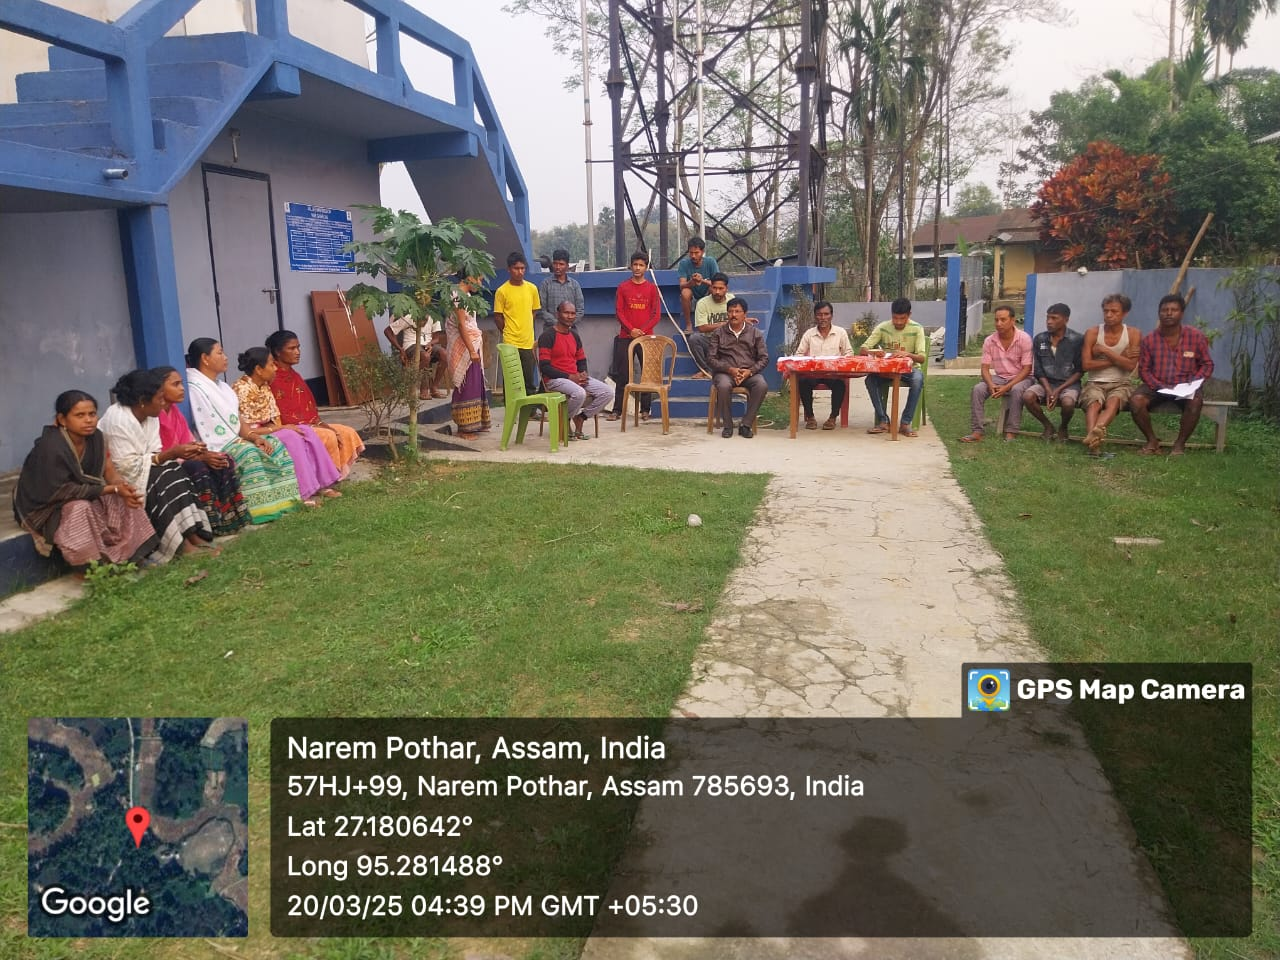 GPS Map Camera
Narem Pothar, Assam, India
57HJ+99, Narem Pothar, Assam 785693, India
Lat 27.180642°
Long 95.281488°
20/03/25 04:39 PM GMT +05:30
Google